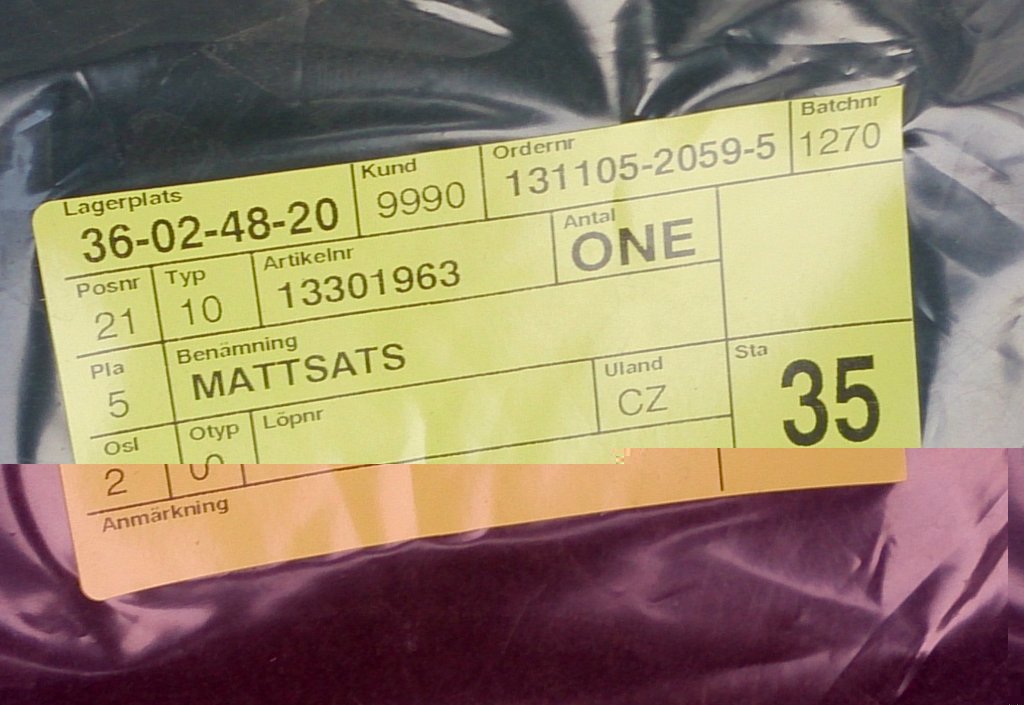 Lagerplats Kund Ordernr Batchnr
36-02-48-20 9990 131105-2059-5 1270
Posnr Typ Artikelnr Antal
21 10 13301963 ONE
Pla Benämning Uland Sta
5 MATTSATS CZ 35
Osl Otyp Löpnr
2 S
Anmärkning